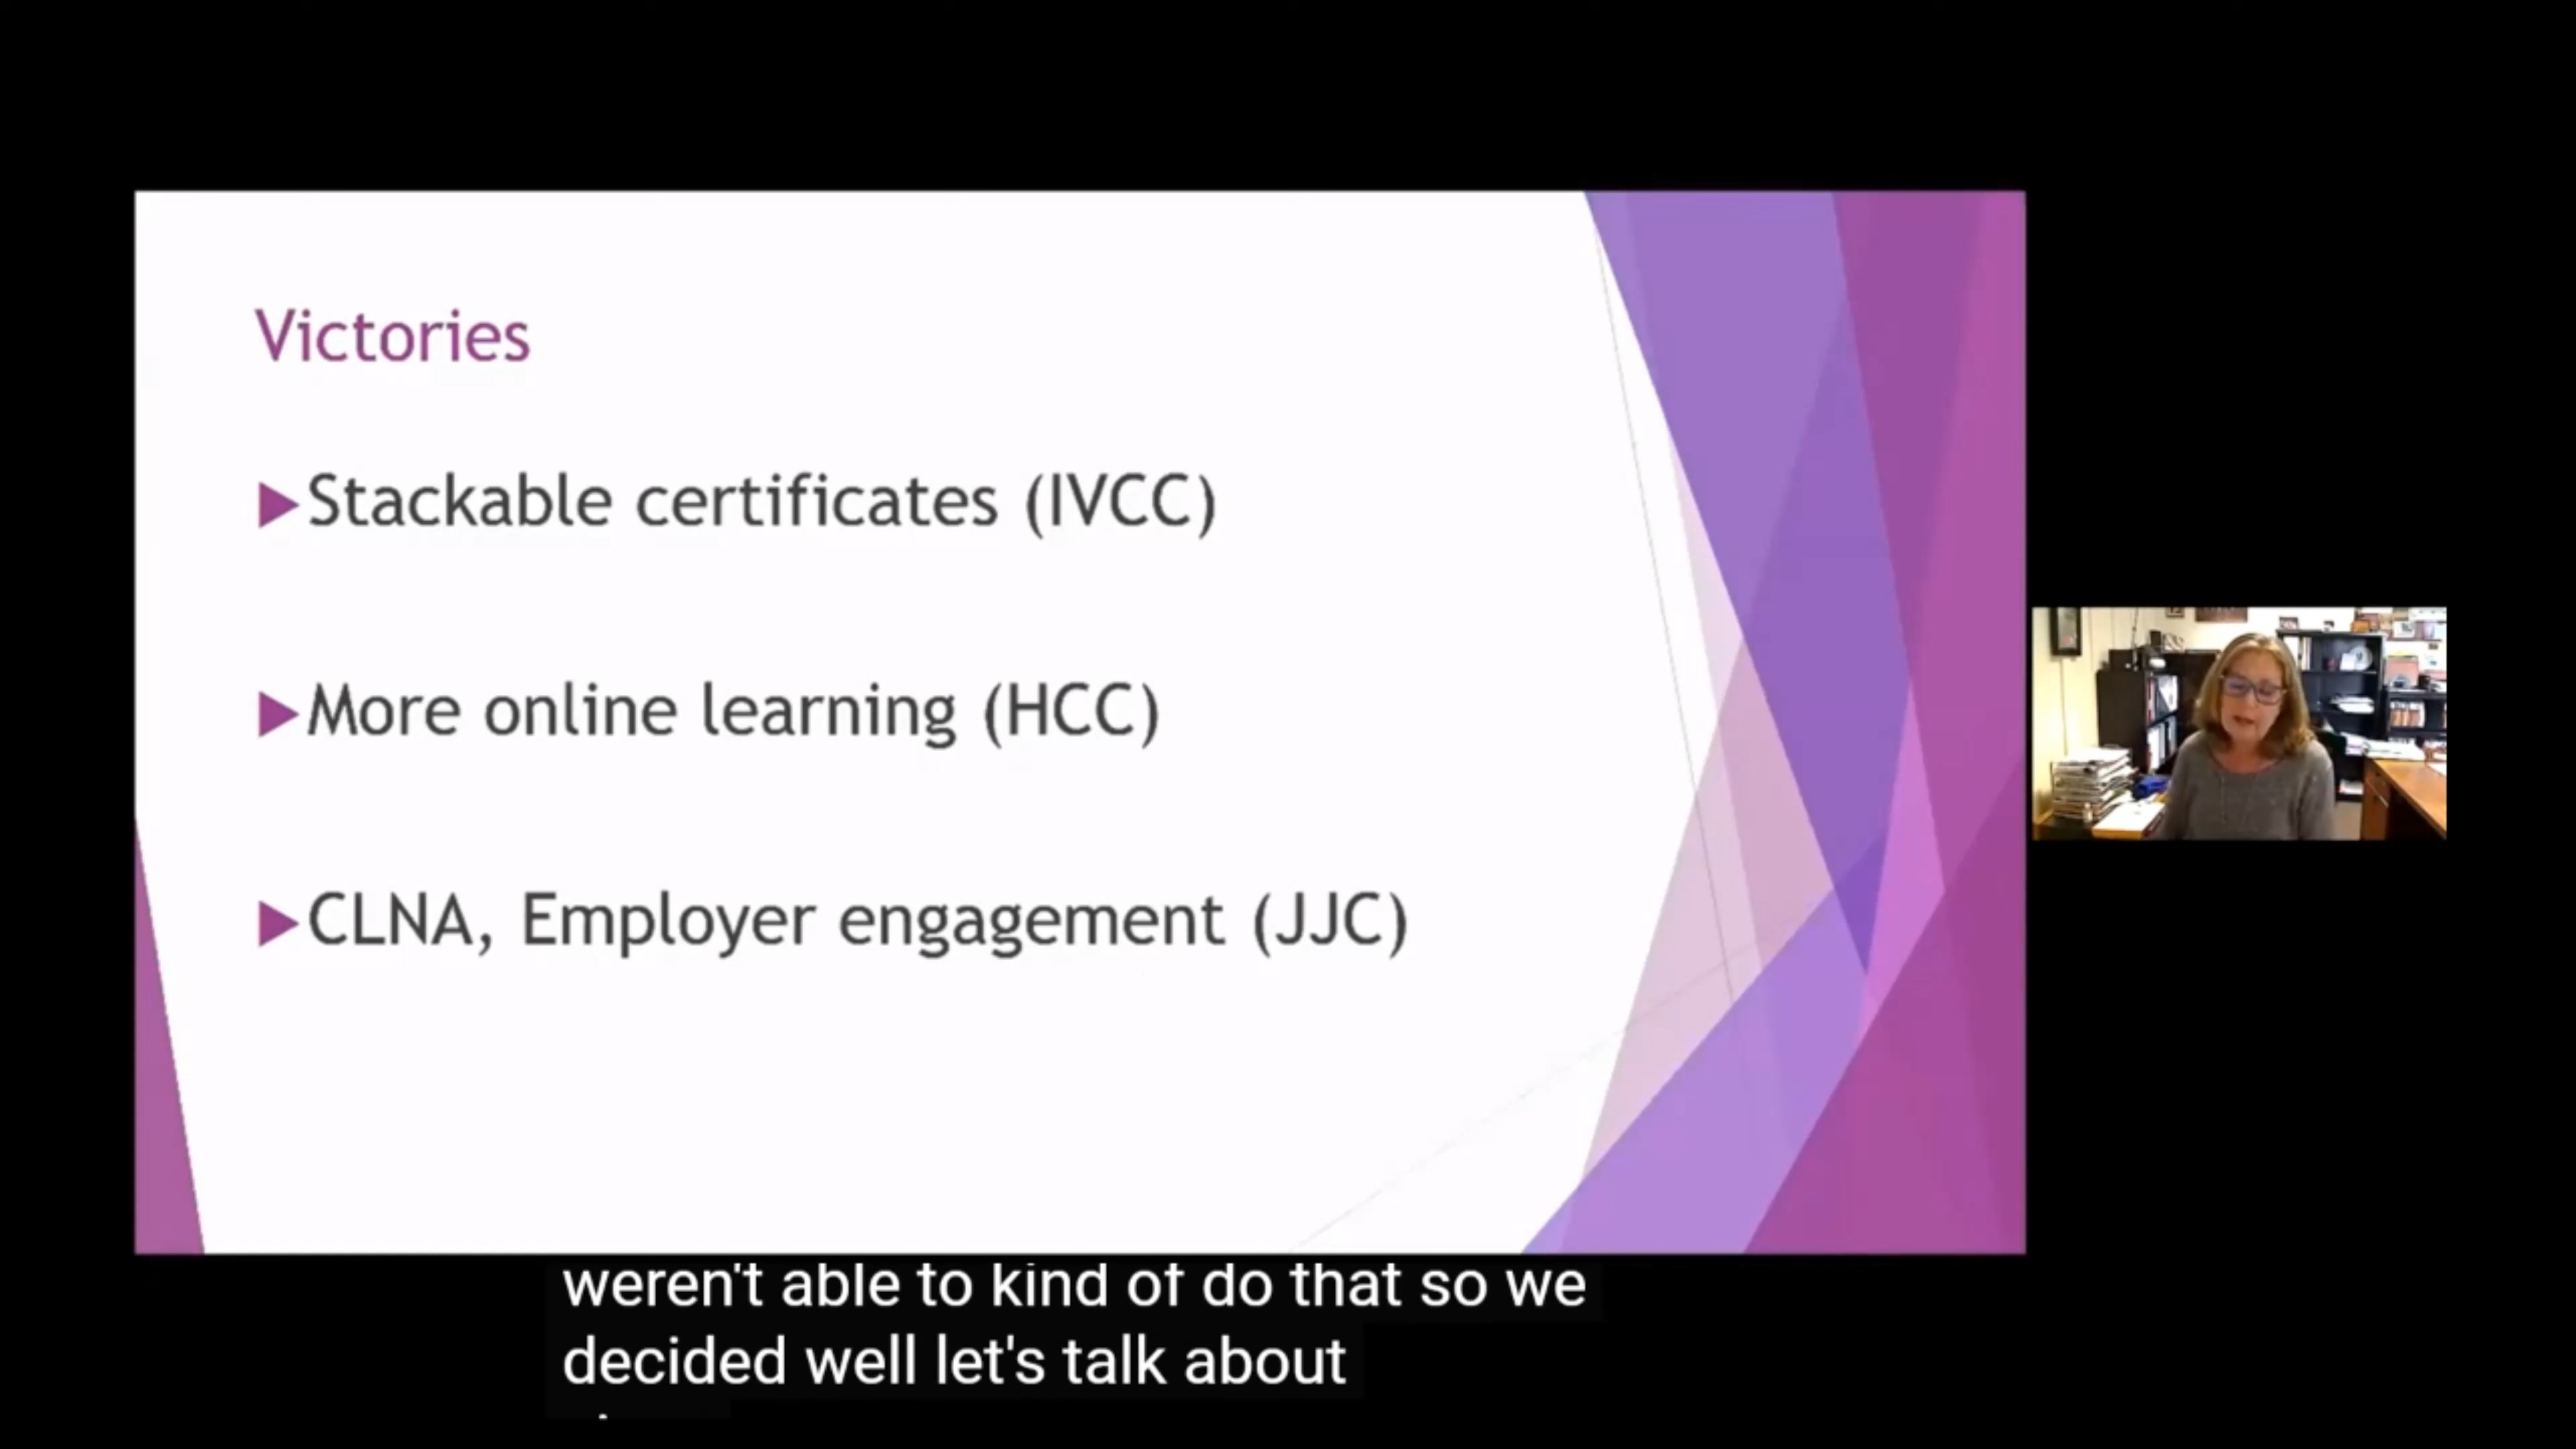 Victories
Stackable certificates (IVCC)
More online learning (HCC)
CLNA, Employer engagement (JJC)
weren't able to kind of do that so we
decided well let's talk about